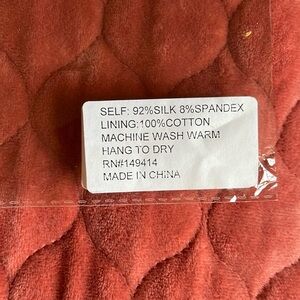 SELF: 92%SILK 8%SPANDEX
LINING:100%COTTON
MACHINE WASH WARM
HANG TO DRY
RN#149414
MADE IN CHINA